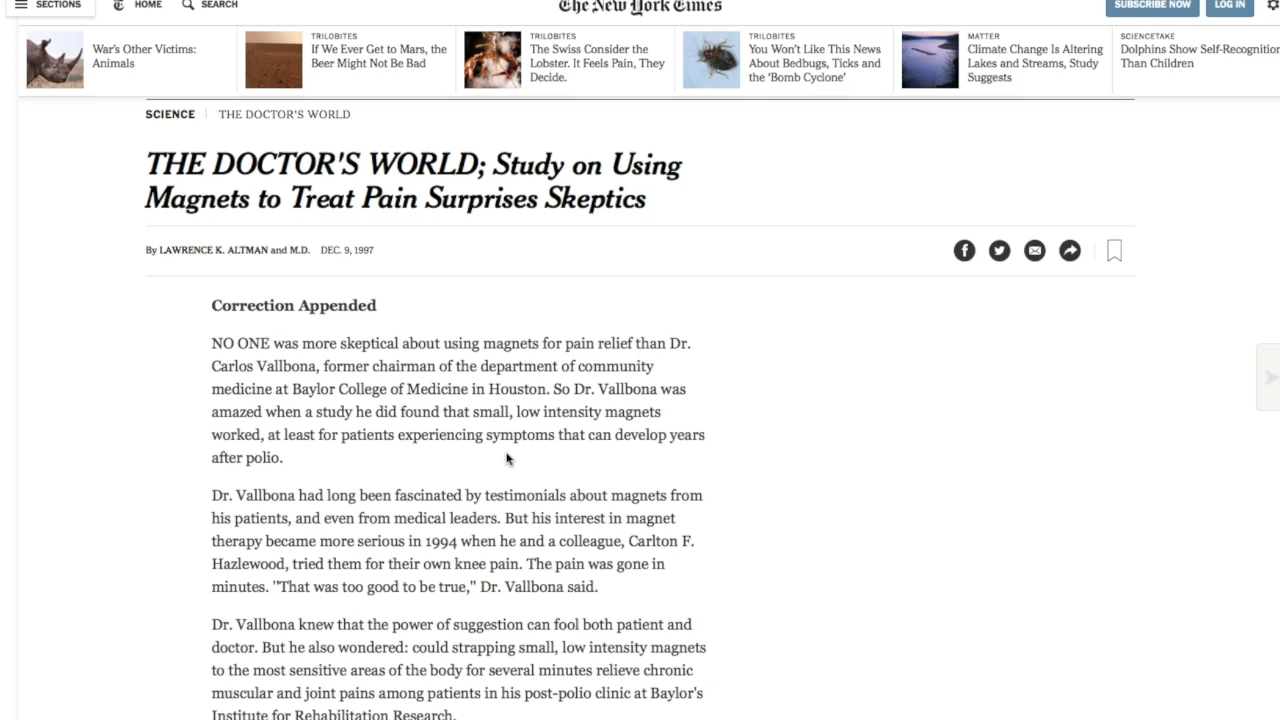 SECTIONS
HOME
SEARCH
The New York Times
SUBSCRIBE NOW
LOG IN
War's Other Victims:
Animals
TRILOBITES
If We Ever Get to Mars, the
Beer Might Not Be Bad
TRILOBITES
The Swiss Consider the
Lobster. It Feels Pain, They
Decide.
TRILOBITES
You Won't Like This News
About Bedbugs, Ticks and
the 'Bomb Cyclone'
MATTER
Climate Change Is Altering
Lakes and Streams, Study
Suggests
SCIENCETAKE
Dolphins Show Self-Recognition
Than Children
SCIENCE | THE DOCTOR'S WORLD
THE DOCTOR'S WORLD; Study on Using
Magnets to Treat Pain Surprises Skeptics
By LAWRENCE K. ALTMAN and M.D. DEC. 9, 1997
Correction Appended
NO ONE was more skeptical about using magnets for pain relief than Dr.
Carlos Vallbona, former chairman of the department of community
medicine at Baylor College of Medicine in Houston. So Dr. Vallbona was
amazed when a study he did found that small, low intensity magnets
worked, at least for patients experiencing symptoms that can develop years
after polio.
Dr. Vallbona had long been fascinated by testimonials about magnets from
his patients, and even from medical leaders. But his interest in magnet
therapy became more serious in 1994 when he and a colleague, Carlton F.
Hazlewood, tried them for their own knee pain. The pain was gone in
minutes. "That was too good to be true," Dr. Vallbona said.
Dr. Vallbona knew that the power of suggestion can fool both patient and
doctor. But he also wondered: could strapping small, low intensity magnets
to the most sensitive areas of the body for several minutes relieve chronic
muscular and joint pains among patients in his post-polio clinic at Baylor's
Institute for Rehabilitation Research.